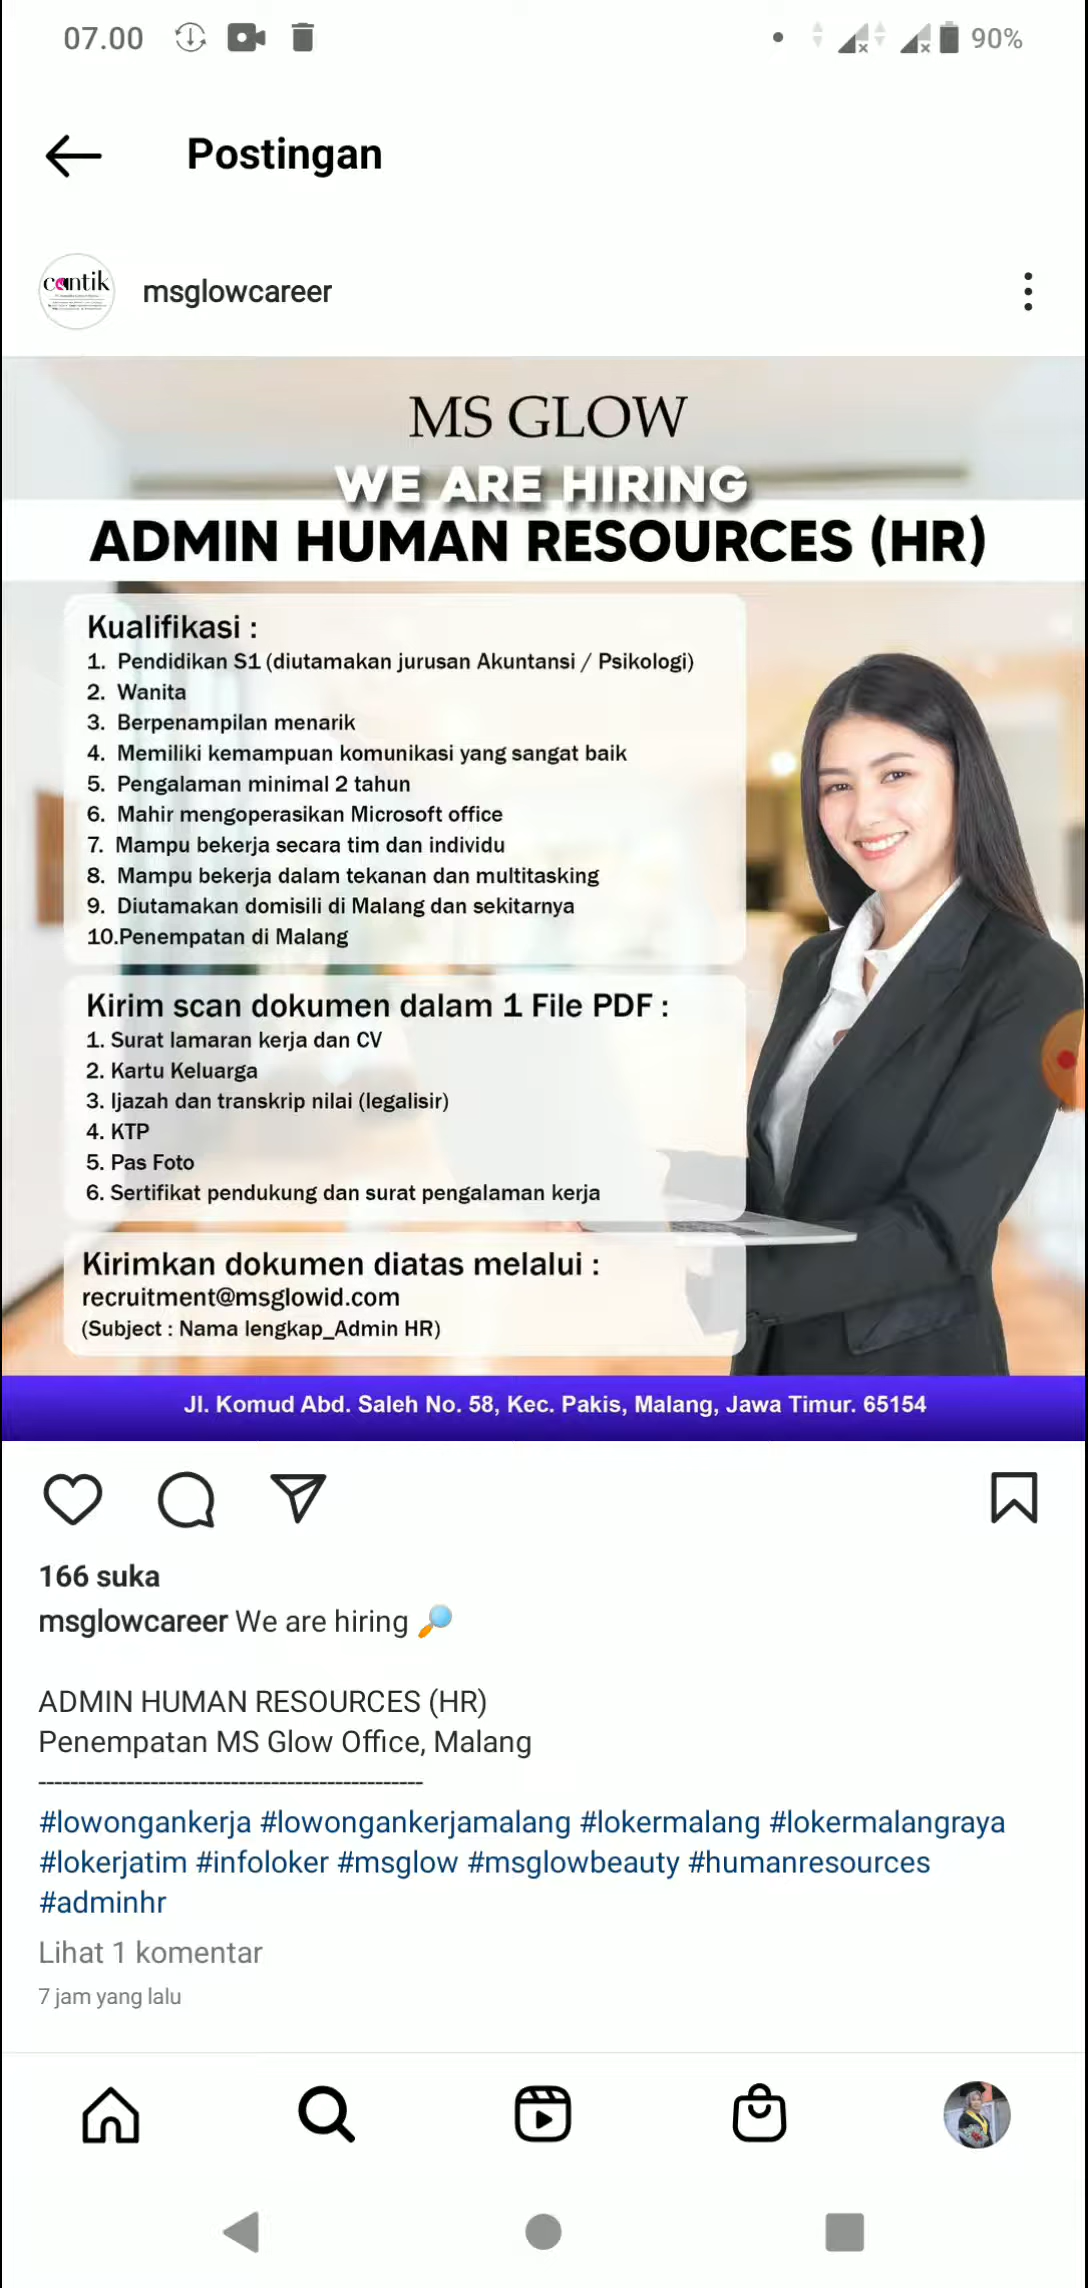 07.00
90%
Postingan
cantik
msglowcareer
MS GLOW
WE ARE HIRING
ADMIN HUMAN RESOURCES (HR)
Kualifikasi :
1. Pendidikan S1 (diutamakan jurusan Akuntansi / Psikologi)
2. Wanita
3. Berpenampilan menarik
4. Memiliki kemampuan komunikasi yang sangat baik
5. Pengalaman minimal 2 tahun
6. Mahir mengoperasikan Microsoft office
7. Mampu bekerja secara tim dan individu
8. Mampu bekerja dalam tekanan dan multitasking
9. Diutamakan domisili di Malang dan sekitarnya
10.Penempatan di Malang
Kirim scan dokumen dalam 1 File PDF :
1. Surat lamaran kerja dan CV
2. Kartu Keluarga
3. Ijazah dan transkrip nilai (legalisir)
4. KTP
5. Pas Foto
6. Sertifikat pendukung dan surat pengalaman kerja
Kirimkan dokumen diatas melalui :
recruitment@msglowid.com
(Subject : Nama lengkap_Admin HR)
Jl. Komud Abd. Saleh No. 58, Kec. Pakis, Malang, Jawa Timur. 65154
166 suka
msglowcareer We are hiring 🔎
ADMIN HUMAN RESOURCES (HR)
Penempatan MS Glow Office, Malang
------------------------------------------------
#lowongankerja #lowongankerjamalang #lokermalang #lokermalangraya
#lokerjatim #infoloker #msglow #msglowbeauty #humanresources
#adminhr
Lihat 1 komentar
7 jam yang lalu